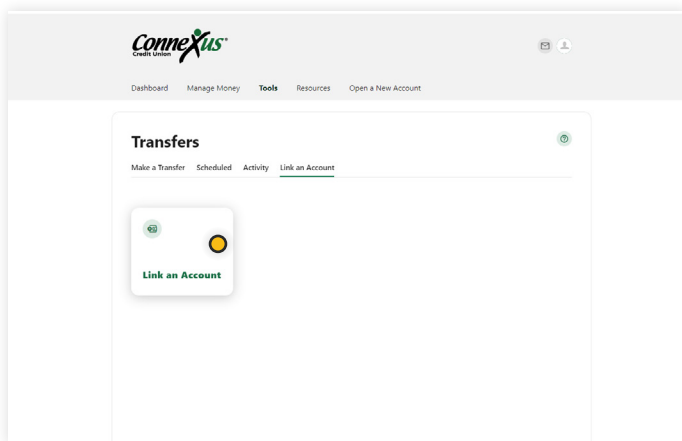 Connexus
Credit Union
Dashboard Manage Money Tools Resources Open a New Account
Transfers
Make a Transfer Scheduled Activity Link an Account
Link an Account